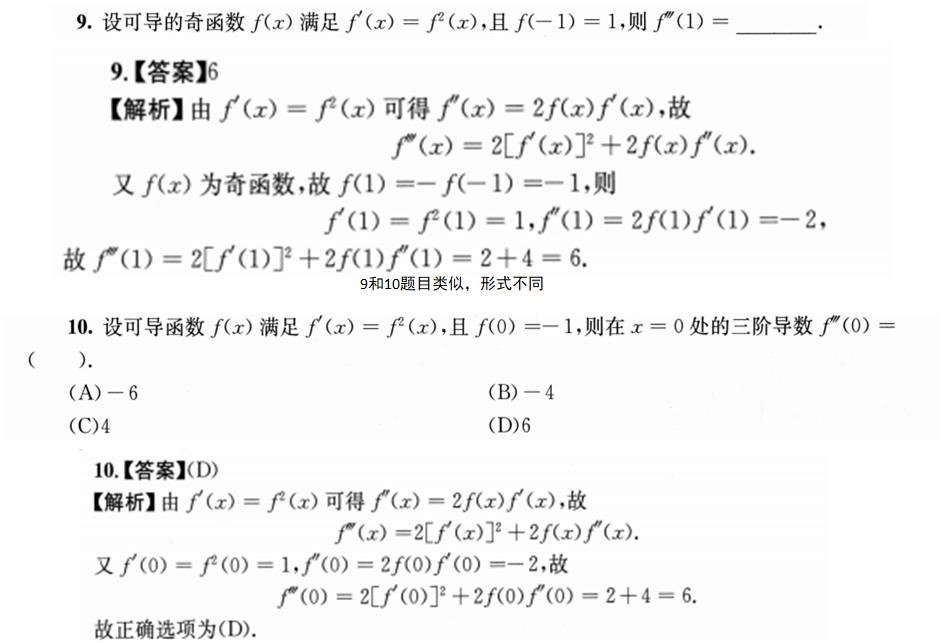 9. 设可导的奇函数 f(x) 满足 f′(x) = f²(x),且 f(−1) = 1,则 f‴(1) = ______.
9.【答案】6
【解析】由 f′(x) = f²(x) 可得 f″(x) = 2f(x)f′(x),故
f‴(x) = 2[f′(x)]² + 2f(x)f″(x).
又 f(x) 为奇函数,故 f(1) =− f(−1) =−1,则
f′(1) = f²(1) = 1, f″(1) = 2f(1)f′(1) =−2,
故 f‴(1) = 2[f′(1)]² + 2f(1)f″(1) = 2+4 = 6.
9和10题目类似，形式不同
10. 设可导函数 f(x) 满足 f′(x) = f²(x),且 f(0) =−1,则在 x = 0 处的三阶导数 f‴(0) =
( ).
(A)−6 (B)−4
(C)4 (D)6
10.【答案】(D)
【解析】由 f′(x) = f²(x) 可得 f″(x) = 2f(x)f′(x),故
f‴(x) =2[f′(x)]² + 2f(x)f″(x).
又 f′(0) = f²(0) = 1, f″(0) = 2f(0)f′(0) =−2,故
f‴(0) = 2[f′(0)]² + 2f(0)f″(0) = 2+4 = 6.
故正确选项为(D).